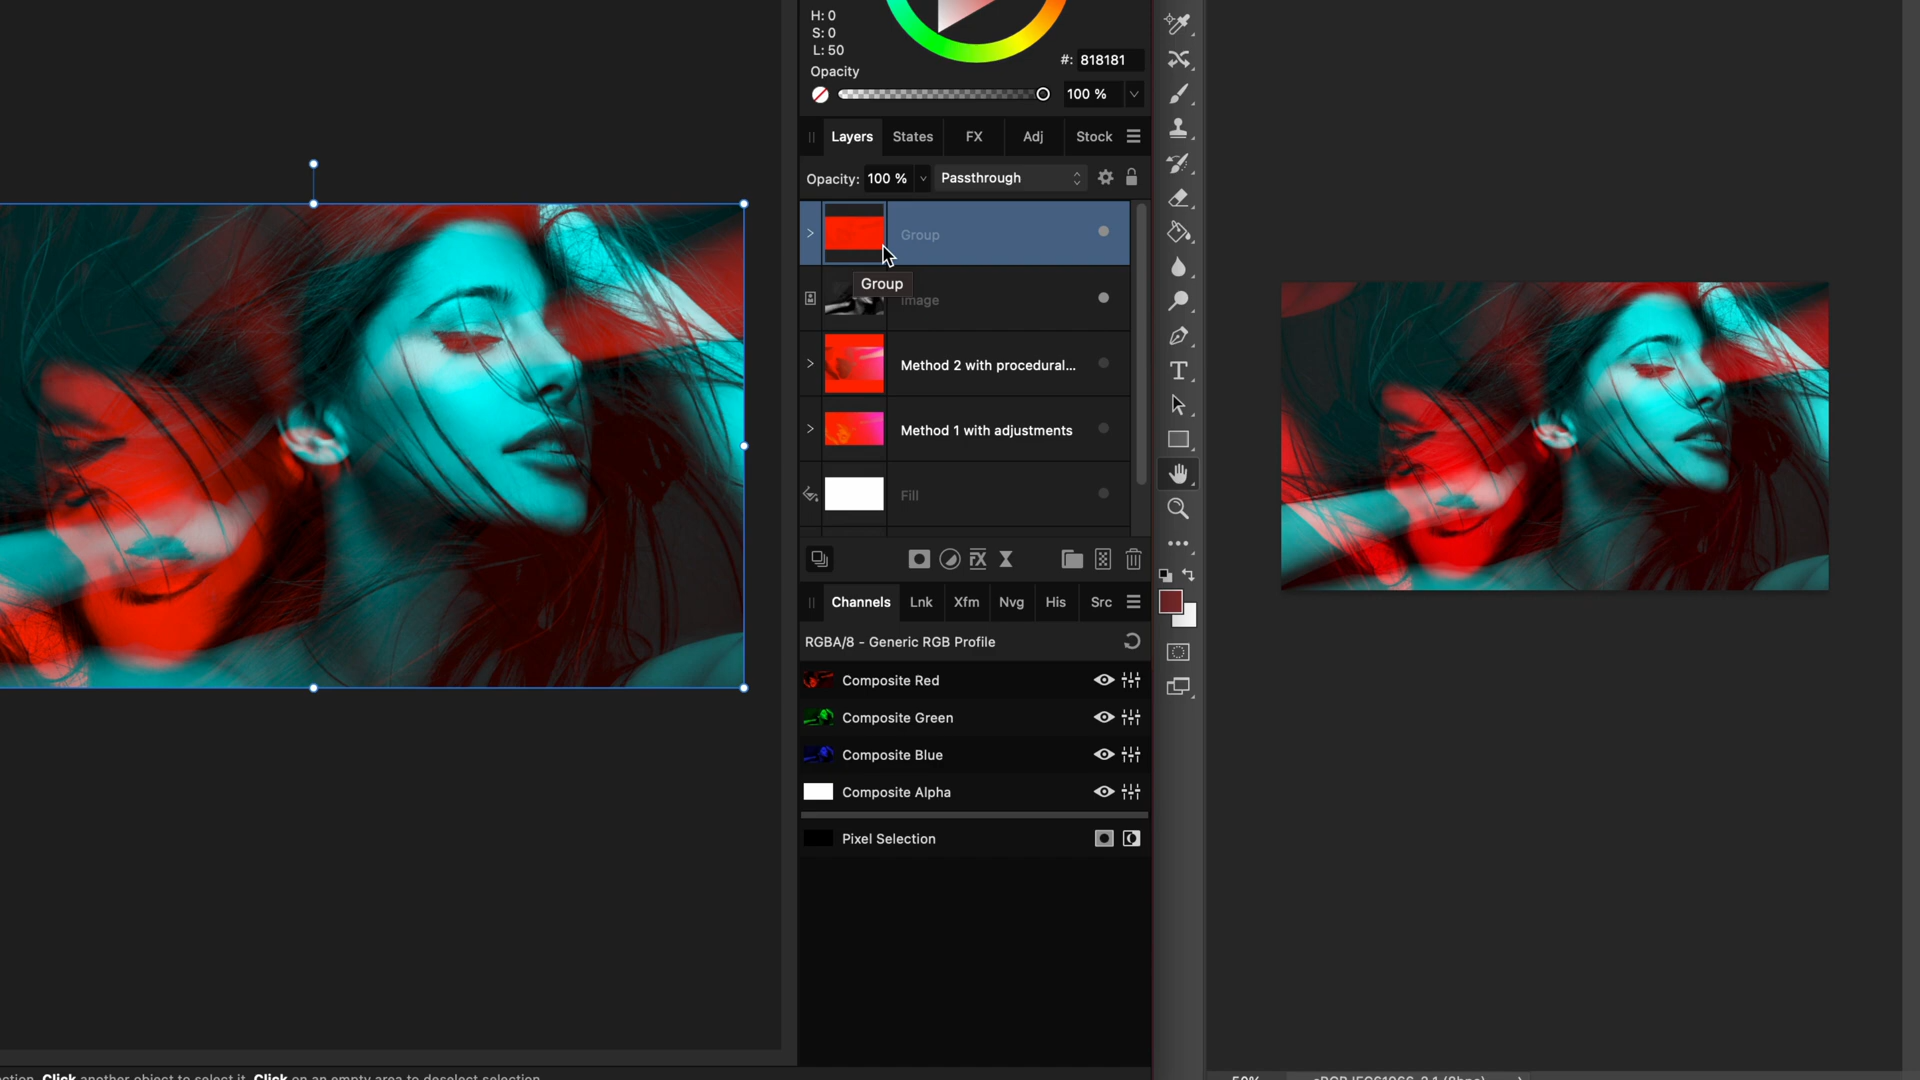 H: 0
S: 0
L: 50
#: 818181
Opacity
100 %
Layers States FX Adj Stock
Opacity: 100 % Passthrough
Group
Group
Image
Method 2 with procedural...
Method 1 with adjustments
Fill
Channels Lnk Xfm Nvg His Src
RGBA/8 - Generic RGB Profile
Composite Red
Composite Green
Composite Blue
Composite Alpha
Pixel Selection
Click another object to select it. Click on an empty area to deselect selection.
50%